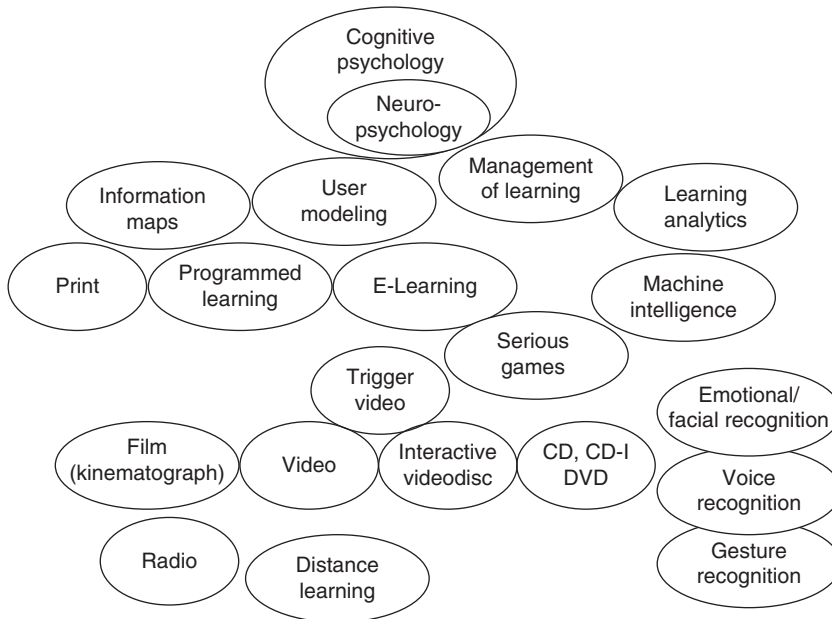 Cognitive
psychology
Neuro-
psychology
Management
of learning
Information
maps
User
modeling
Learning
analytics
Print
Programmed
learning
E-Learning
Machine
intelligence
Serious
games
Trigger
video
Emotional/
facial recognition
Film
(kinematograph)
Video
Interactive
videodisc
CD, CD-I
DVD
Voice
recognition
Radio
Distance
learning
Gesture
recognition